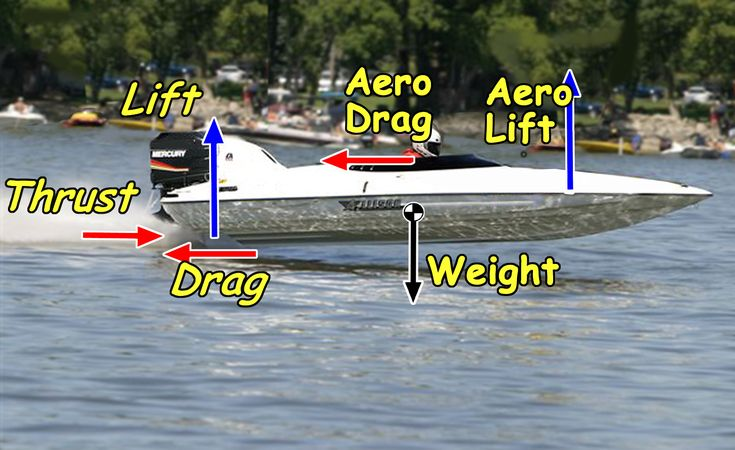 Lift
Aero
Drag
Aero
Lift
MERCURY
Thrust
Drag
Weight